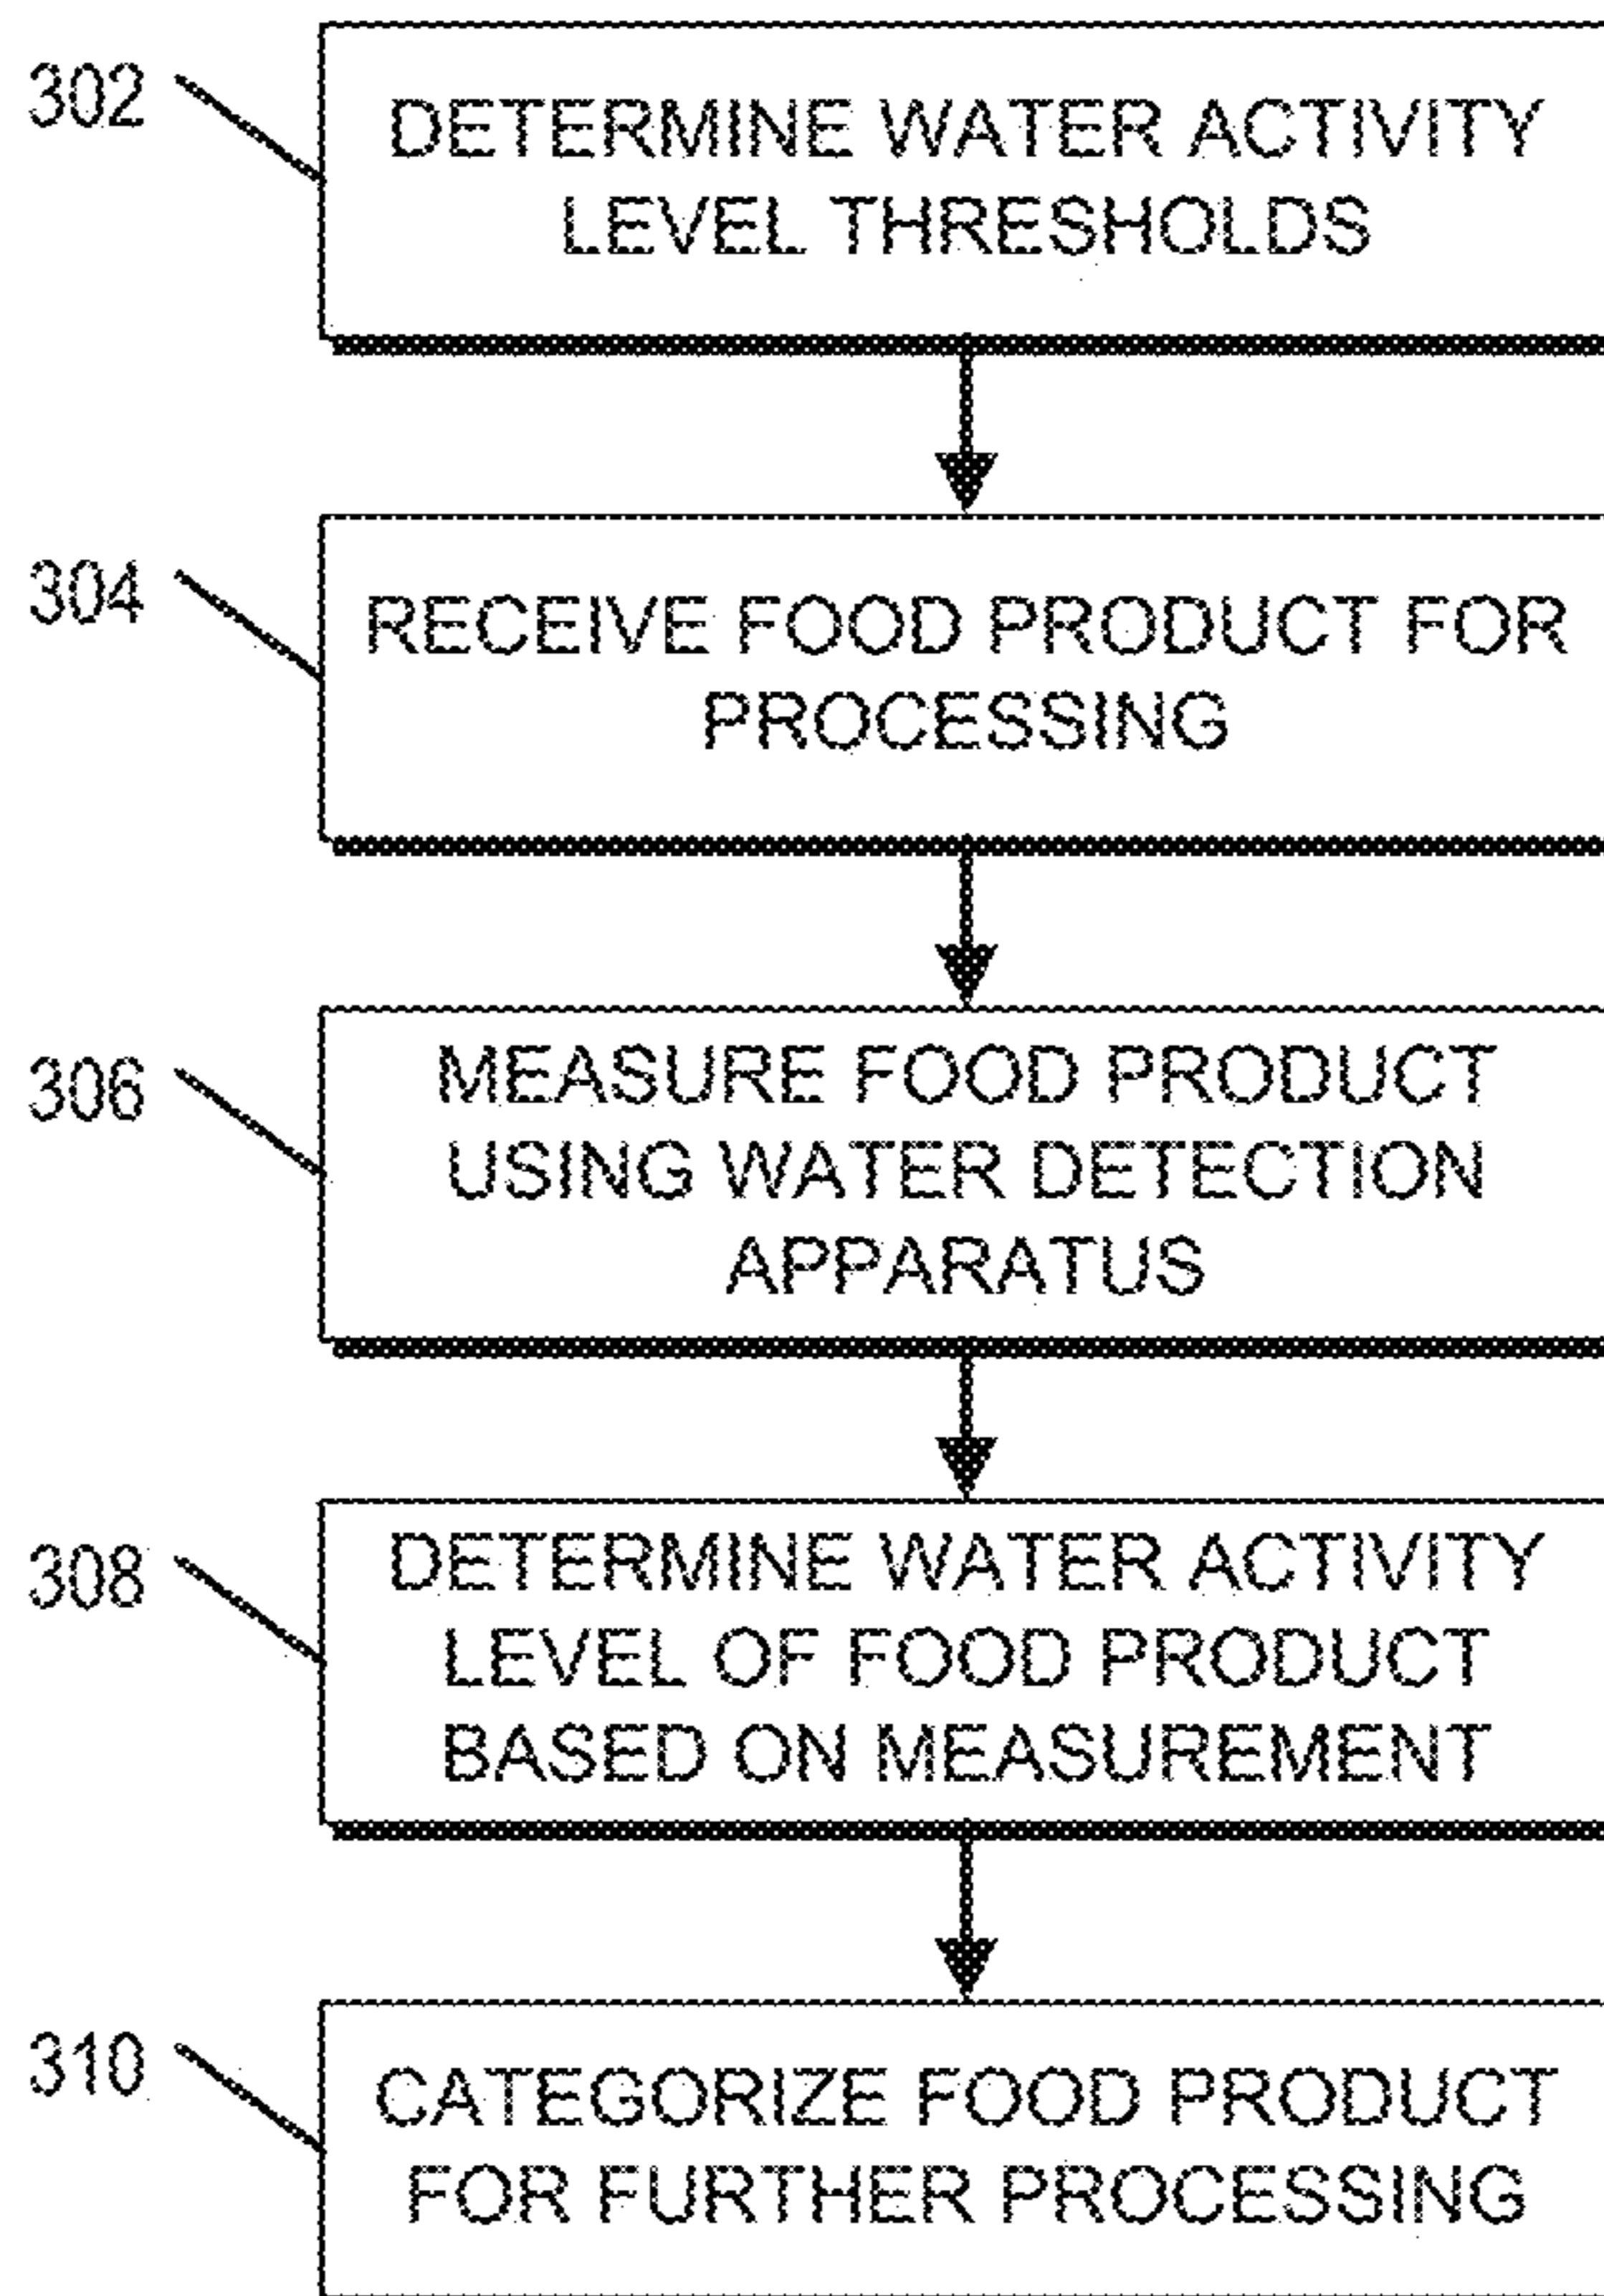 302
DETERMINE WATER ACTIVITY
LEVEL THRESHOLDS
304
RECEIVE FOOD PRODUCT FOR
PROCESSING
306
MEASURE FOOD PRODUCT
USING WATER DETECTION
APPARATUS
308
DETERMINE WATER ACTIVITY
LEVEL OF FOOD PRODUCT
BASED ON MEASUREMENT
310
CATEGORIZE FOOD PRODUCT
FOR FURTHER PROCESSING